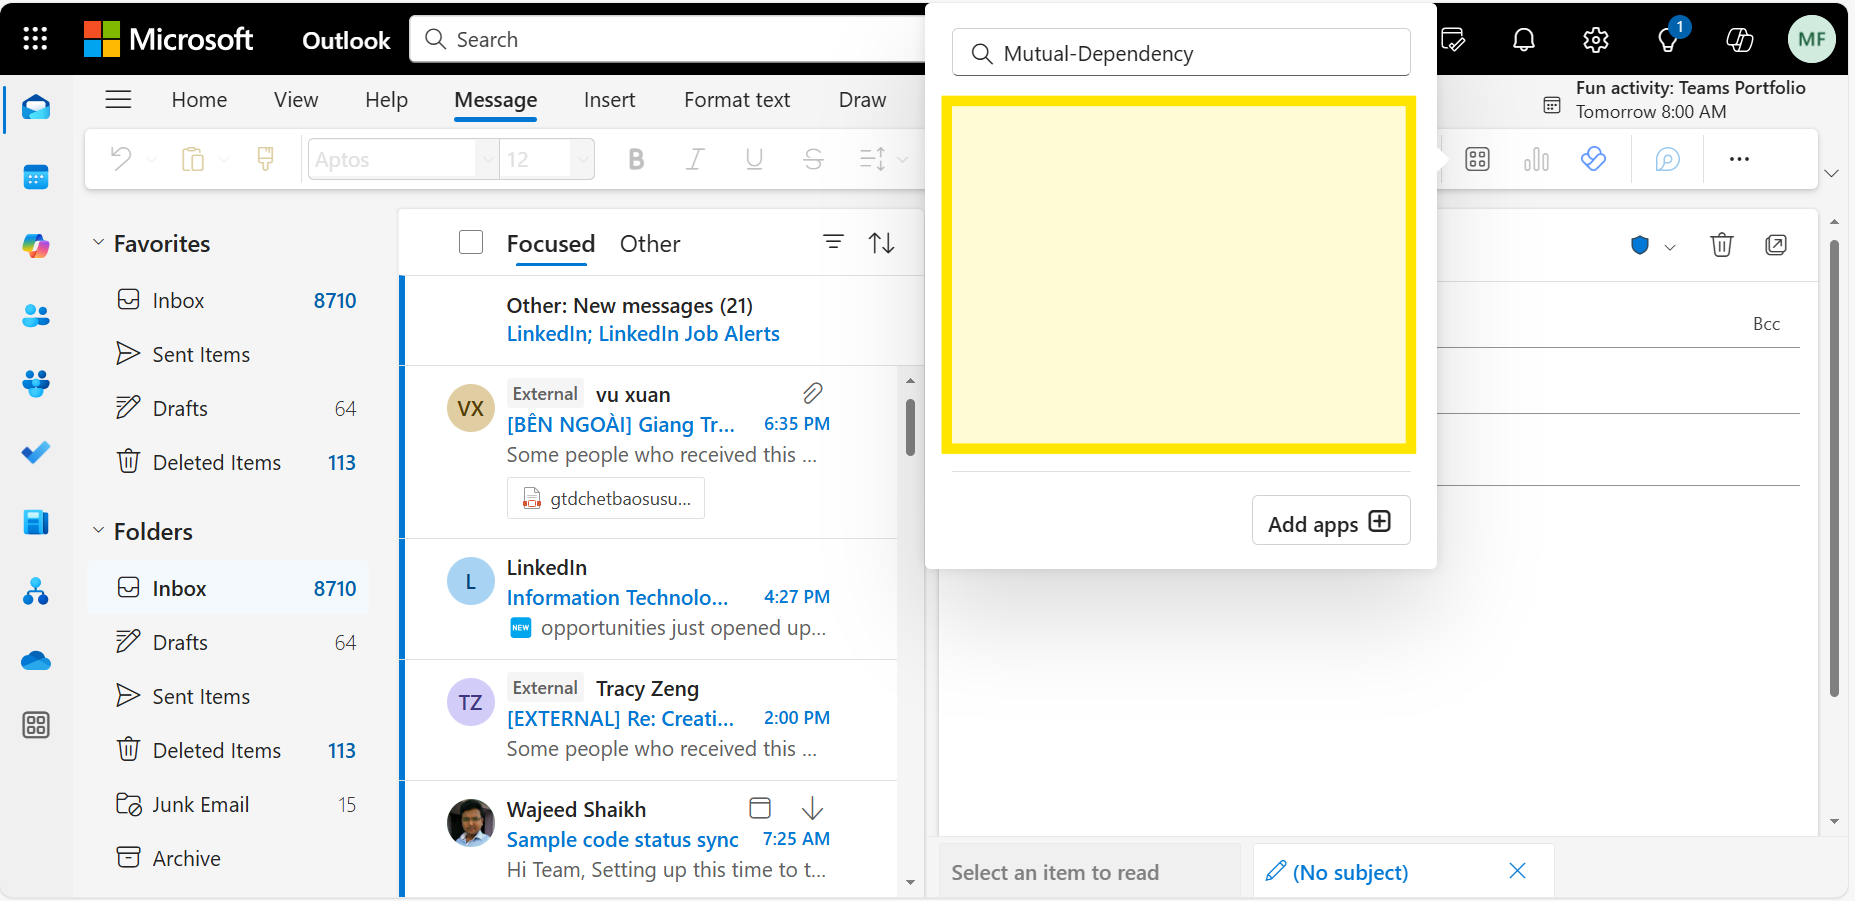 Microsoft
Outlook
Search
Mutual-Dependency
1
MF
Home
View
Help
Message
Insert
Format text
Draw
Fun activity: Teams Portfolio
Tomorrow 8:00 AM
Aptos
12
B
I
U
S
Favorites
Inbox
8710
Sent Items
Drafts
64
Deleted Items
113
Folders
Inbox
8710
Drafts
64
Sent Items
Deleted Items
113
Junk Email
15
Archive
Focused
Other
Other: New messages (21)
LinkedIn; LinkedIn Job Alerts
VX
External
vu xuan
[BÊN NGOÀI] Giang Tr...
6:35 PM
Some people who received this ...
gtdchetbaosusu...
L
LinkedIn
Information Technolo...
4:27 PM
NEW
opportunities just opened up...
TZ
External
Tracy Zeng
[EXTERNAL] Re: Creati...
2:00 PM
Some people who received this ...
Wajeed Shaikh
Sample code status sync
7:25 AM
Hi Team, Setting up this time to t...
Add apps
Bcc
Select an item to read
(No subject)